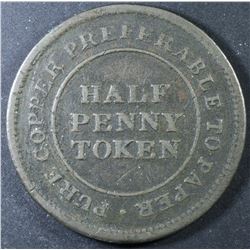 PURE COPPER PREFERABLE TO PAPER
HALF
PENNY
TOKEN